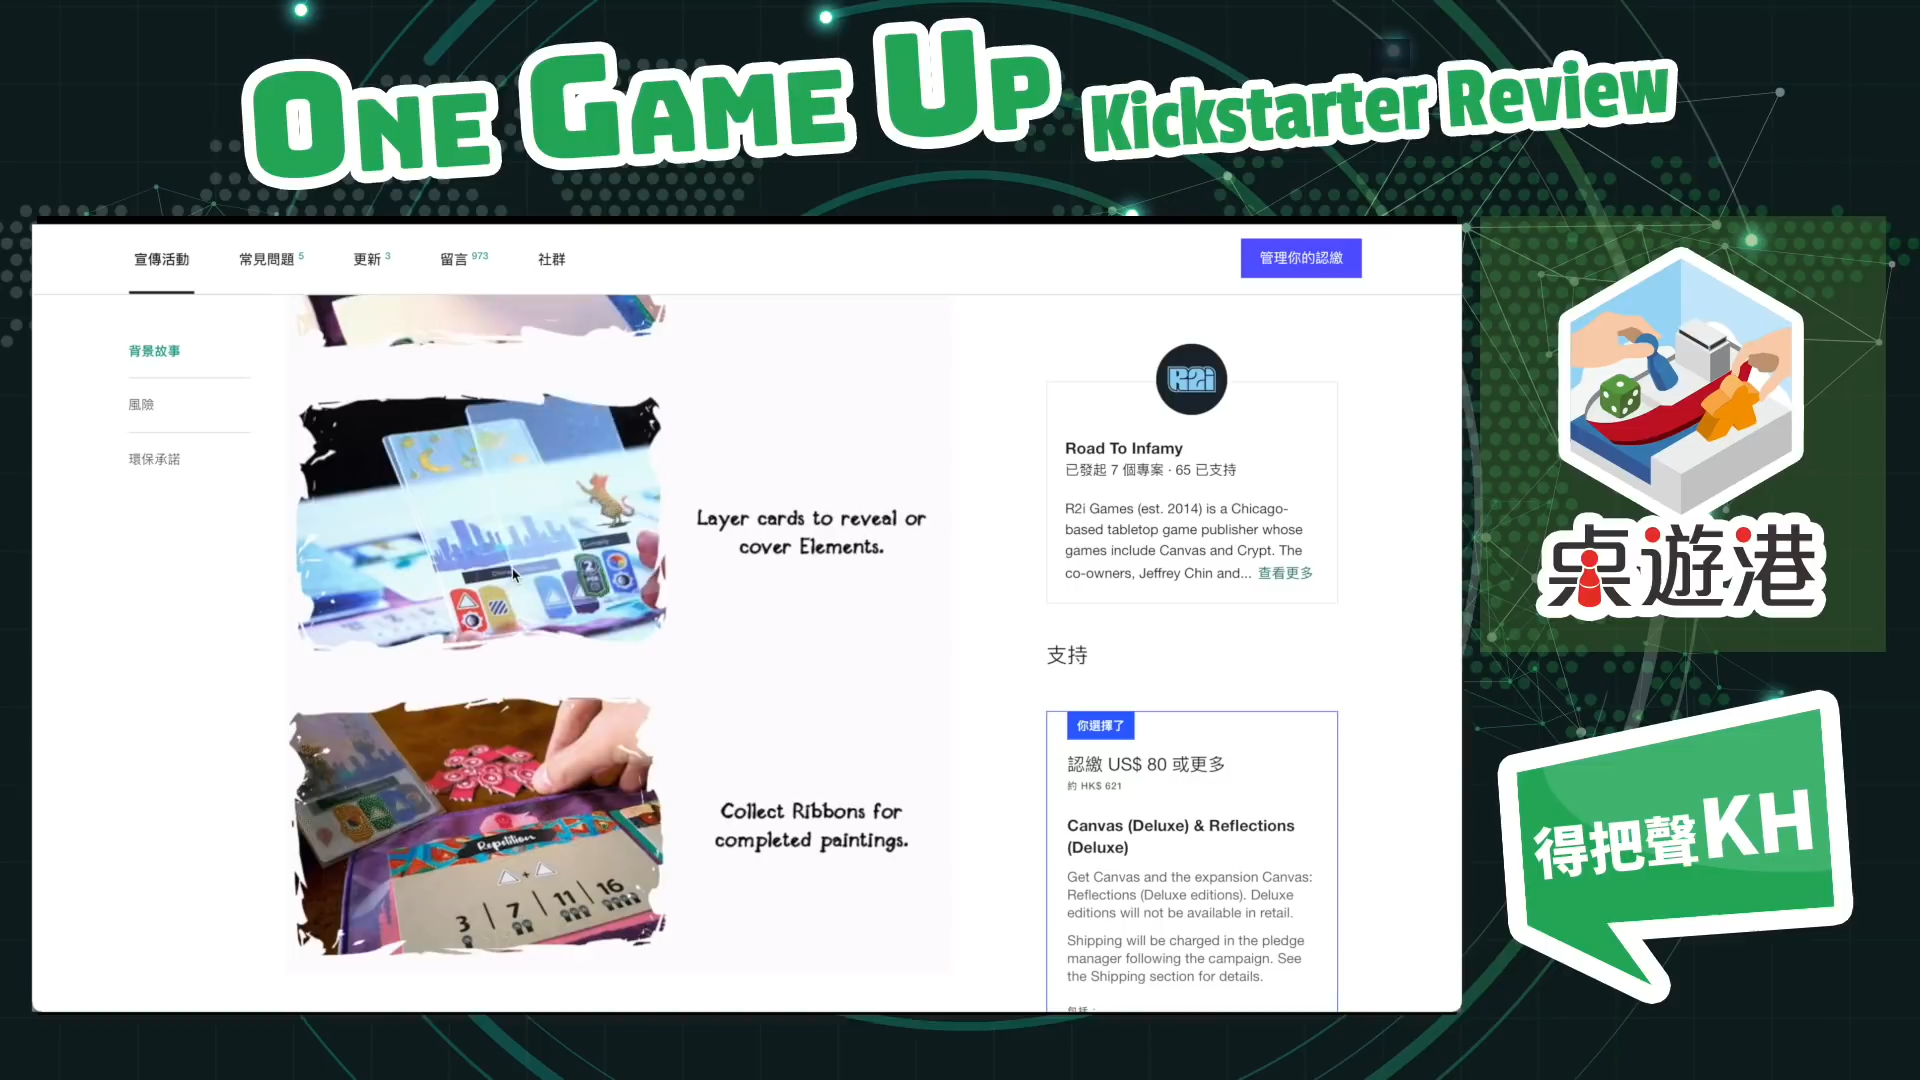 ONE GAME UP Kickstarter Review
宣傳活動
常見問題 5
更新 3
留言 973
社群
管理你的認繳
背景故事
風險
環保承諾
Layer cards to reveal or
cover Elements.
Repetition
3 | 7 | 11 | 16
Collect Ribbons for
completed paintings.
R2i
Road To Infamy
已發起 7 個專案 · 65 已支持
R2i Games (est. 2014) is a Chicago-
based tabletop game publisher whose
games include Canvas and Crypt. The
co-owners, Jeffrey Chin and... 查看更多
支持
你選擇了
認繳 US$ 80 或更多
約 HK$ 621
Canvas (Deluxe) & Reflections
(Deluxe)
Get Canvas and the expansion Canvas:
Reflections (Deluxe editions). Deluxe
editions will not be available in retail.
Shipping will be charged in the pledge
manager following the campaign. See
the Shipping section for details.
桌遊港
得把聲KH